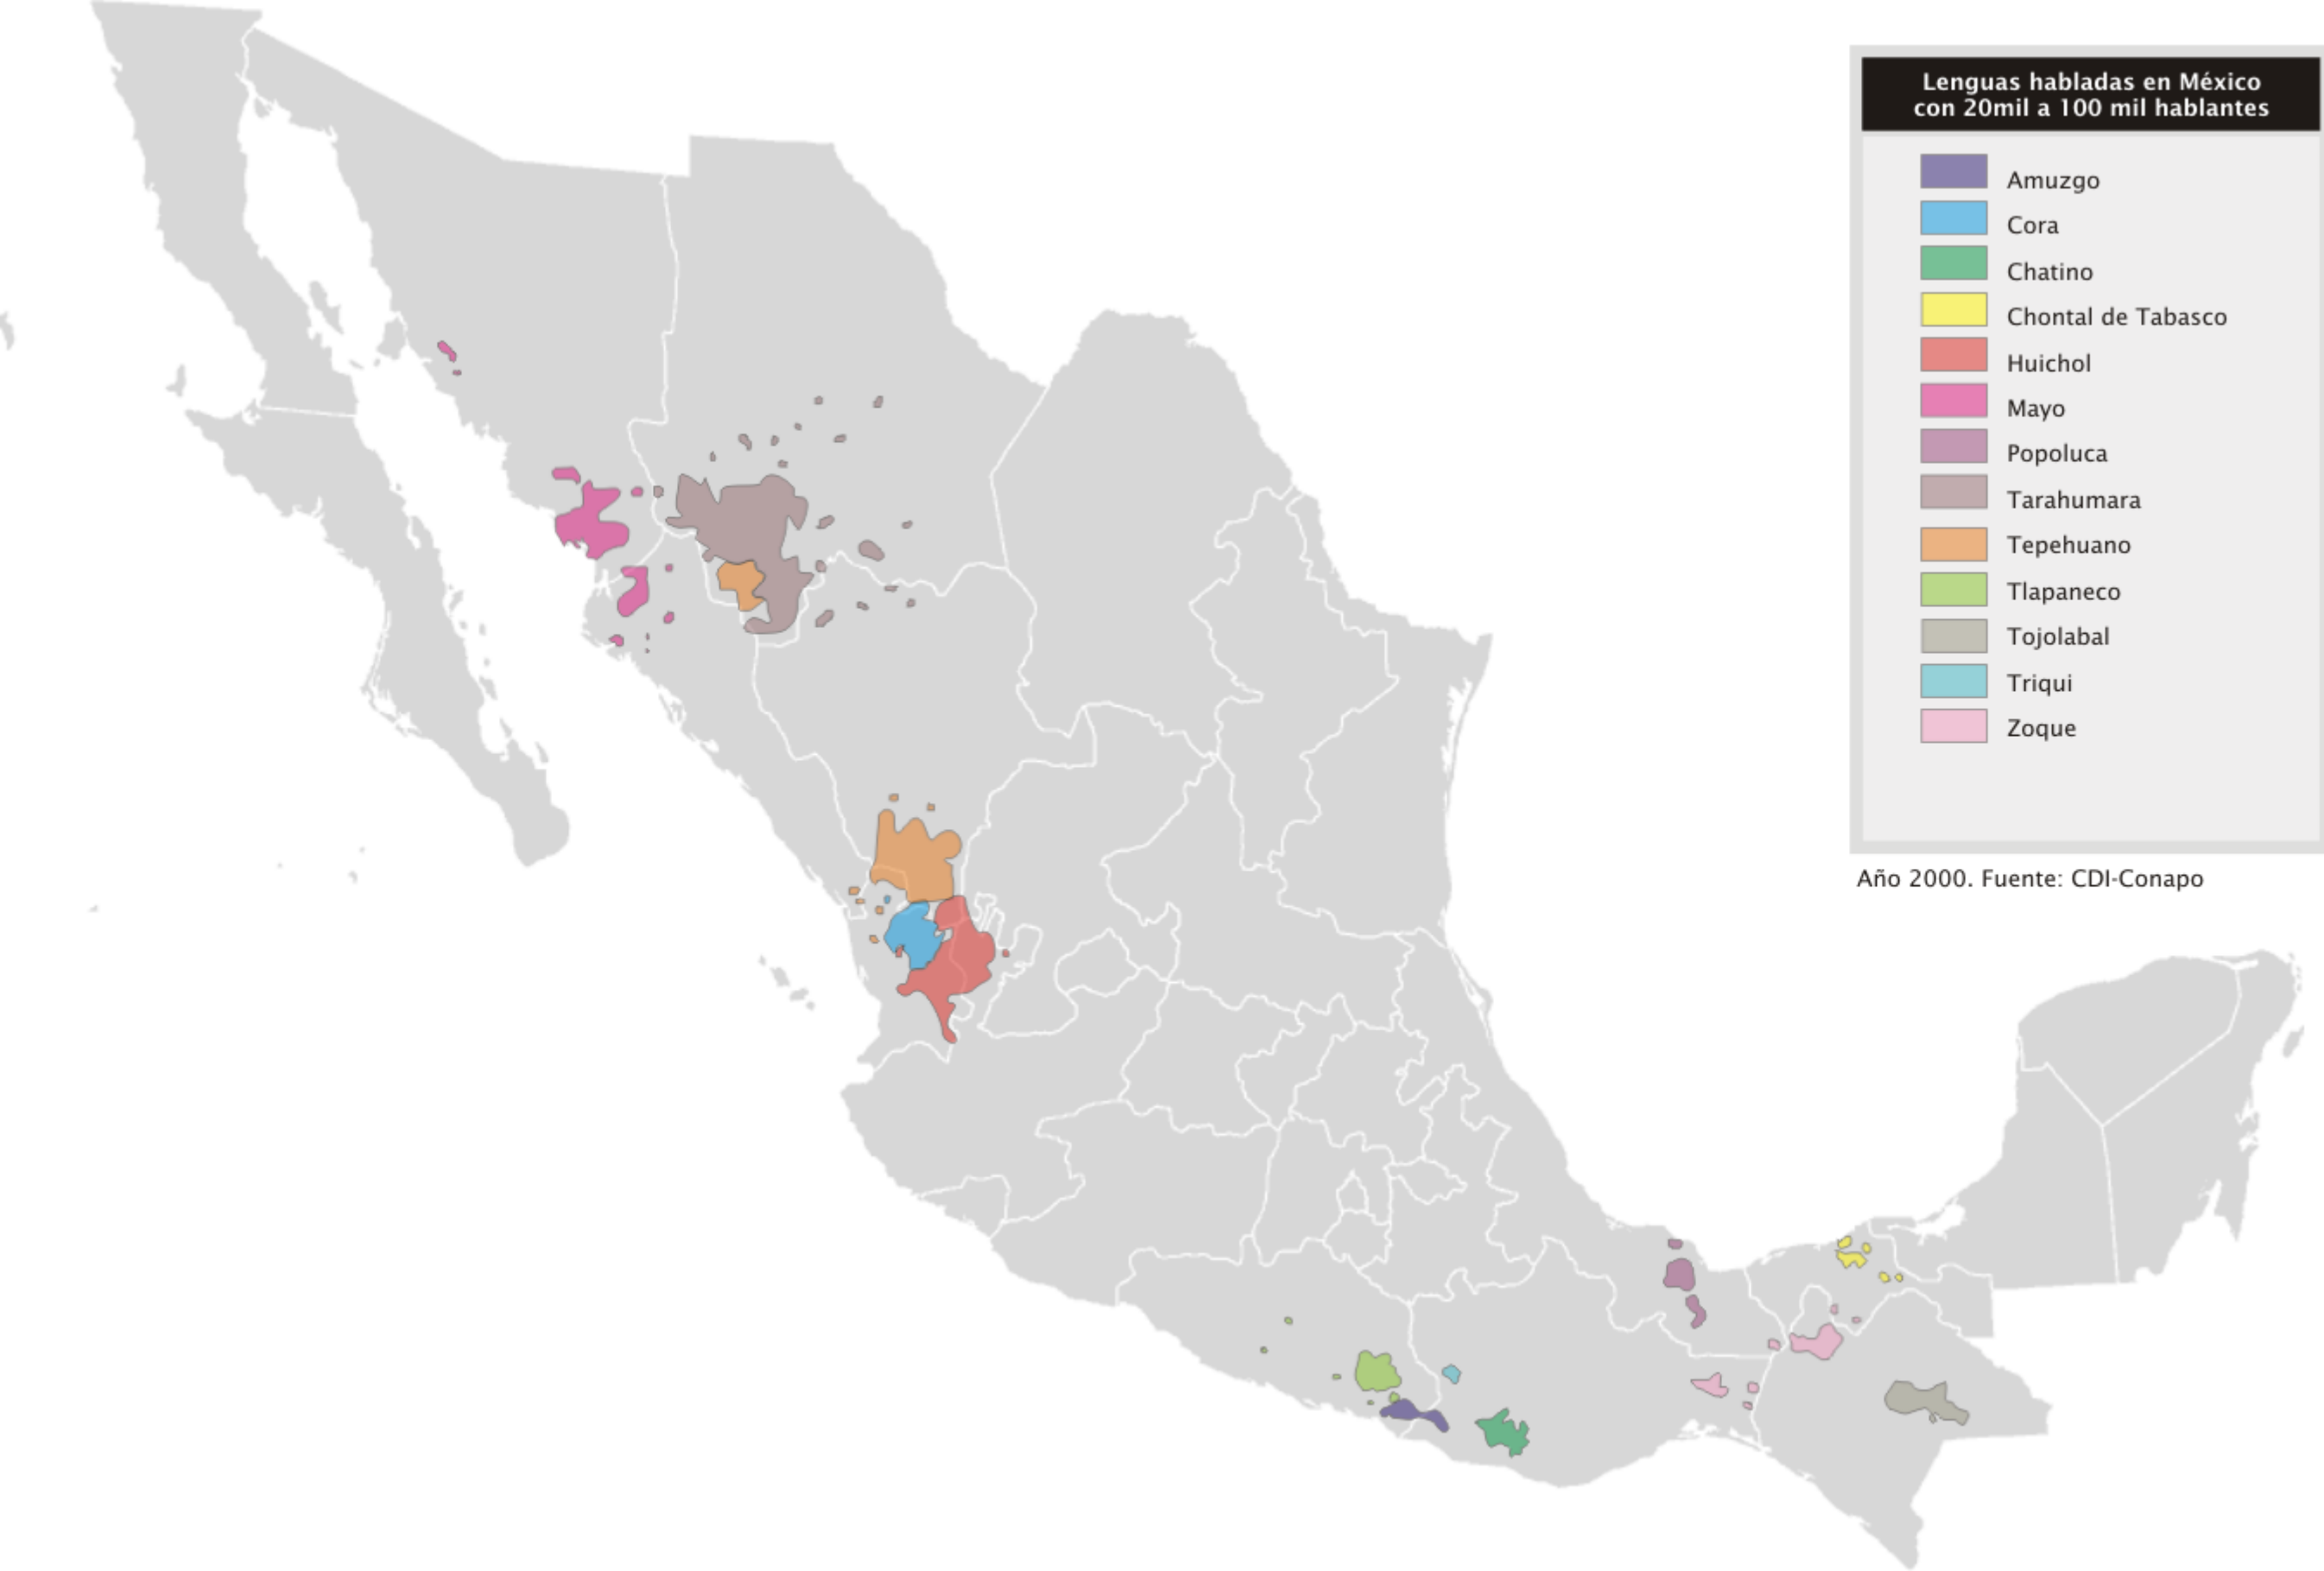 Lenguas habladas en México
con 20mil a 100 mil hablantes
Amuzgo
Cora
Chatino
Chontal de Tabasco
Huichol
Mayo
Popoluca
Tarahumara
Tepehuano
Tlapaneco
Tojolabal
Triqui
Zoque
Año 2000. Fuente: CDI-Conapo